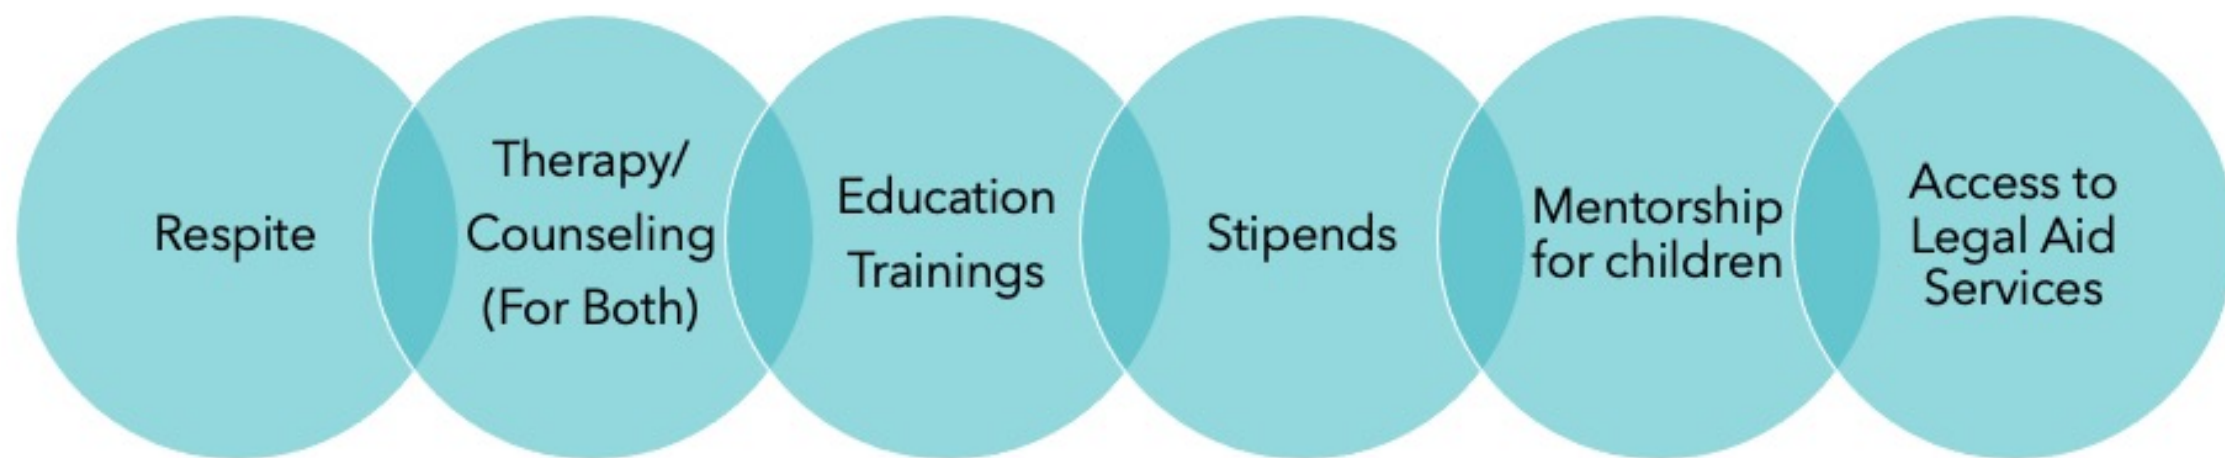 Respite
Therapy/
Counseling
(For Both)
Education
Trainings
Stipends
Mentorship
for children
Access to
Legal Aid
Services